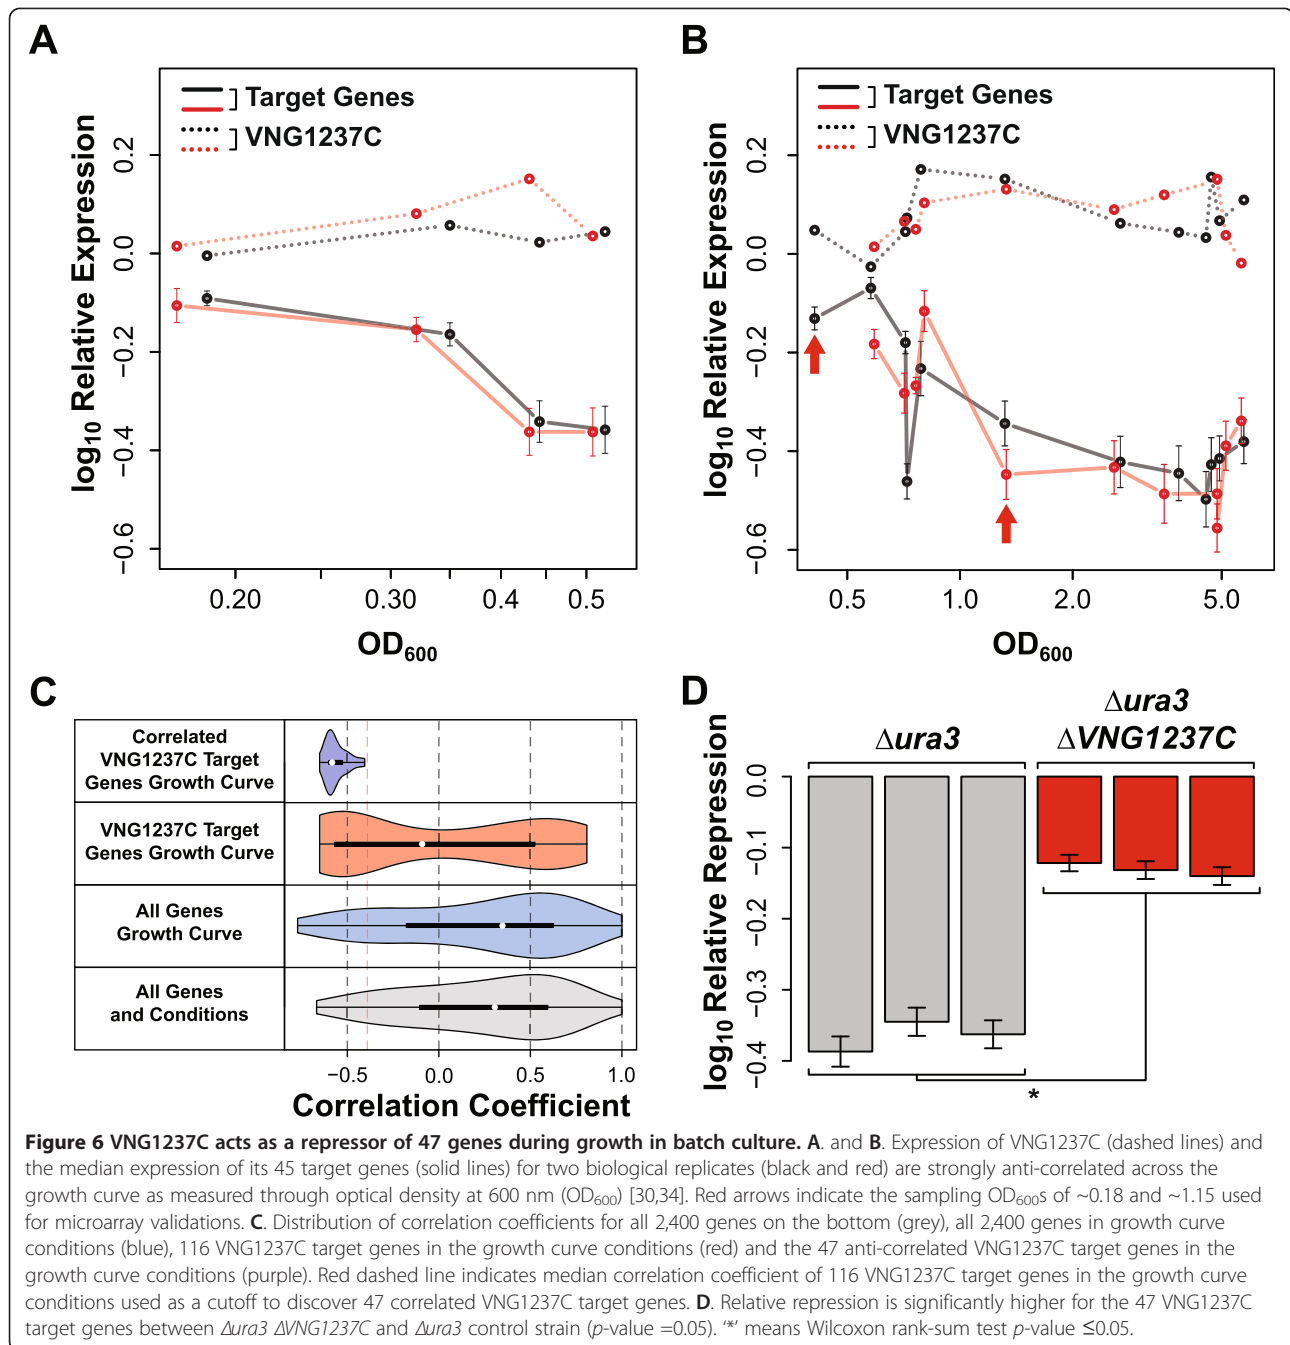 A
Target Genes
VNG1237C
log10 Relative Expression
0.2
0.0
−0.2
−0.4
−0.6
0.20
0.30
0.4
0.5
OD600
B
Target Genes
VNG1237C
log10 Relative Expression
0.2
0.0
−0.2
−0.4
−0.6
0.5
1.0
2.0
5.0
OD600
C
Correlated
VNG1237C Target
Genes Growth Curve
VNG1237C Target
Genes Growth Curve
All Genes
Growth Curve
All Genes
and Conditions
−0.5
0.0
0.5
1.0
Correlation Coefficient
D
Δura3
Δura3
ΔVNG1237C
log10 Relative Repression
0.0
−0.1
−0.2
−0.3
−0.4
*
Figure 6 VNG1237C acts as a repressor of 47 genes during growth in batch culture. A. and B. Expression of VNG1237C (dashed lines) and
the median expression of its 45 target genes (solid lines) for two biological replicates (black and red) are strongly anti-correlated across the
growth curve as measured through optical density at 600 nm (OD600) [30,34]. Red arrows indicate the sampling OD600s of ~0.18 and ~1.15 used
for microarray validations. C. Distribution of correlation coefficients for all 2,400 genes on the bottom (grey), all 2,400 genes in growth curve
conditions (blue), 116 VNG1237C target genes in the growth curve conditions (red) and the 47 anti-correlated VNG1237C target genes in the
growth curve conditions (purple). Red dashed line indicates median correlation coefficient of 116 VNG1237C target genes in the growth curve
conditions used as a cutoff to discover 47 correlated VNG1237C target genes. D. Relative repression is significantly higher for the 47 VNG1237C
target genes between Δura3 ΔVNG1237C and Δura3 control strain (p-value =0.05). '*' means Wilcoxon rank-sum test p-value ≤0.05.